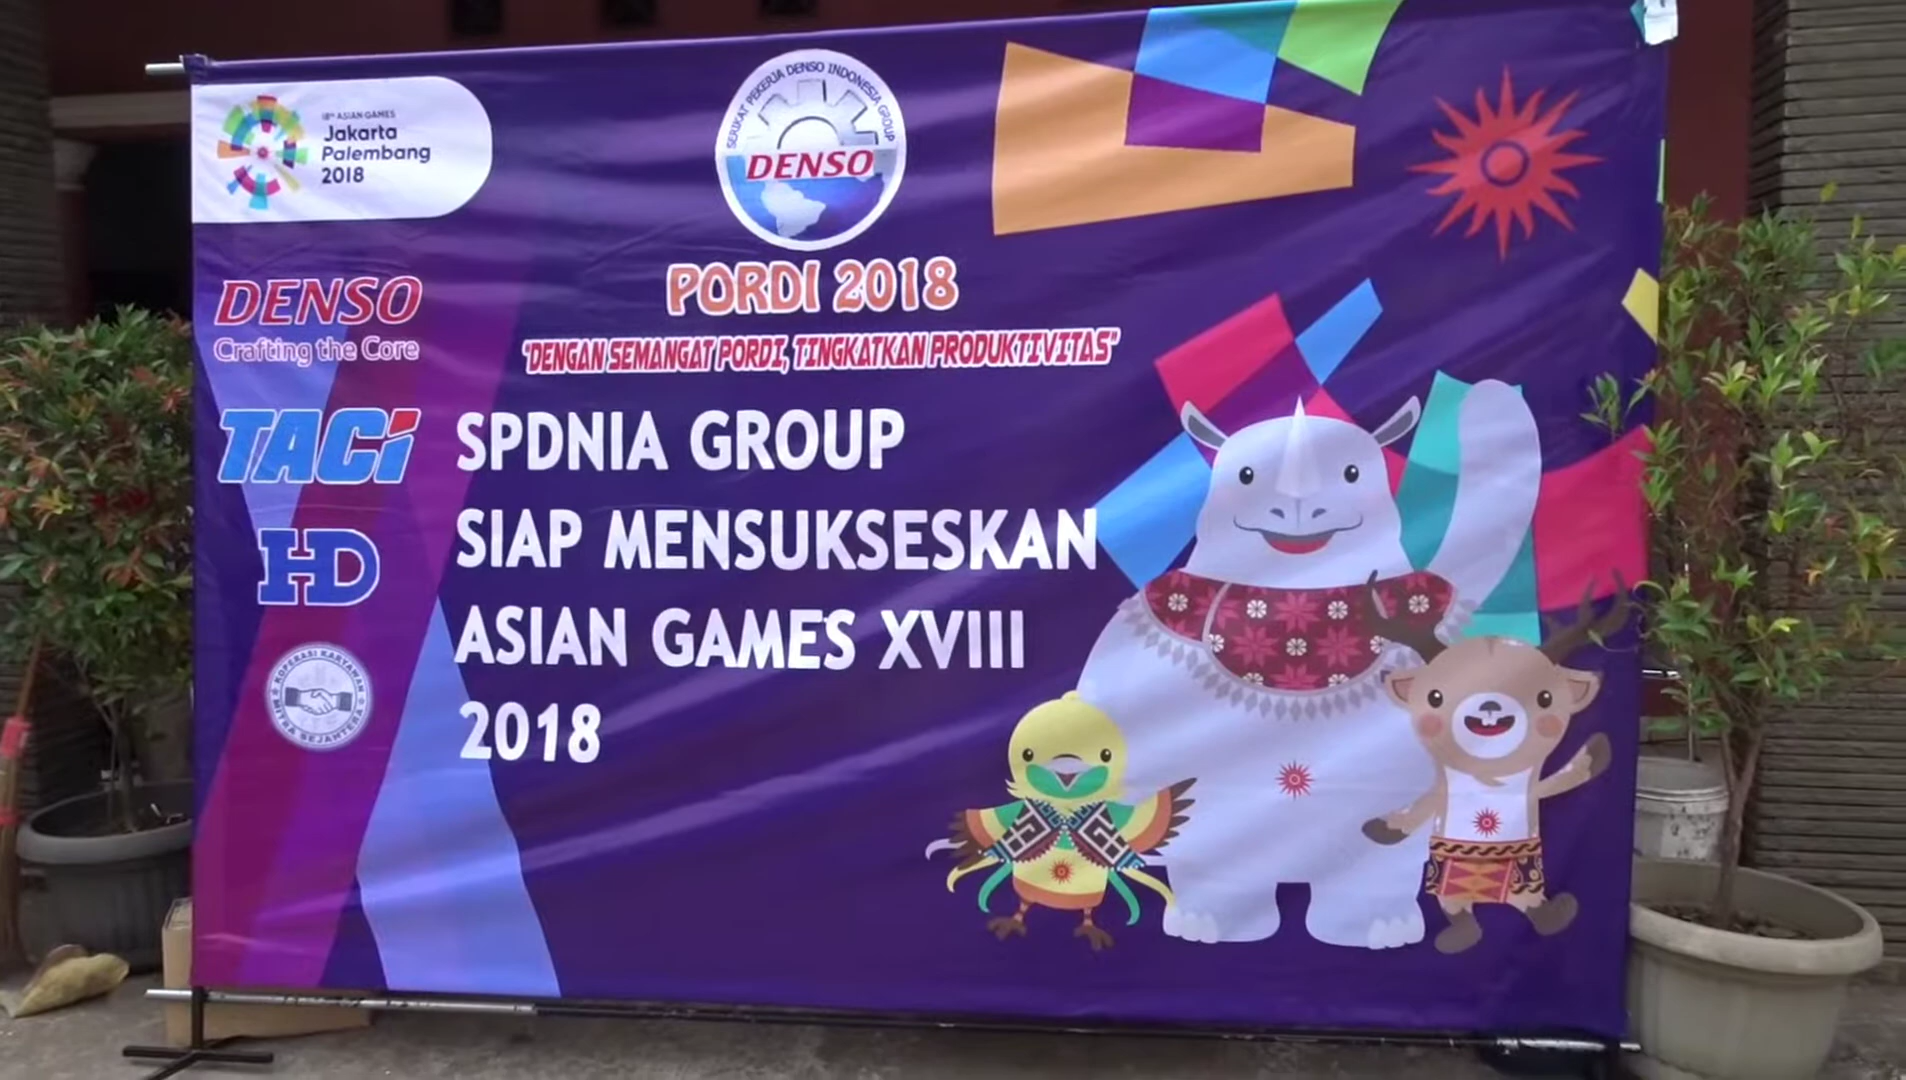 18th ASIAN GAMES
Jakarta
Palembang
2018
SERIKAT PEKERJA DENSO INDONESIA GROUP
DENSO
PORDI 2018
"DENGAN SEMANGAT PORDI, TINGKATKAN PRODUKTIVITAS"
DENSO
Crafting the Core
TACi
HD
KOPERASI KARYAWAN
MITRA SEJAHTERA
SPDNIA GROUP
SIAP MENSUKSESKAN
ASIAN GAMES XVIII
2018